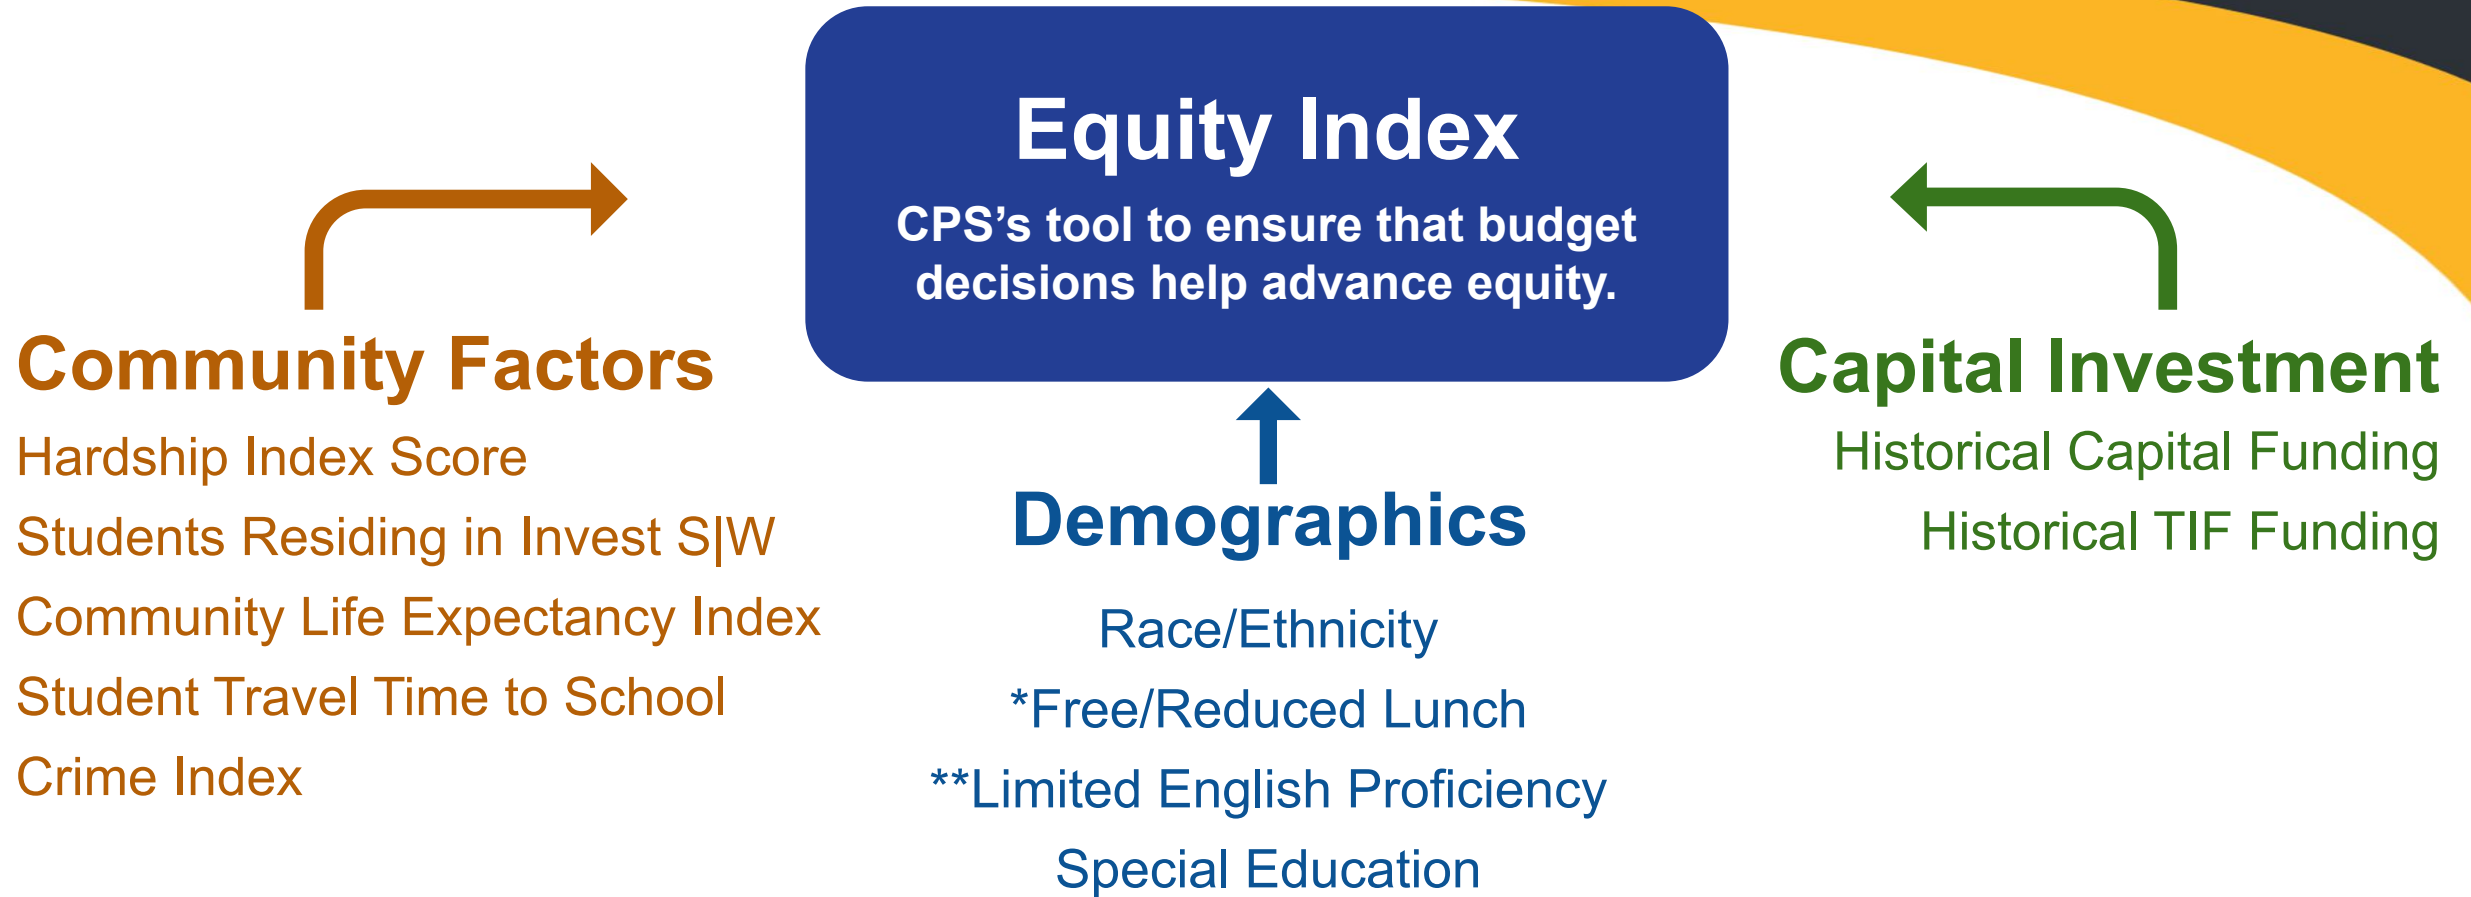 Equity Index
CPS’s tool to ensure that budget
decisions help advance equity.
Community Factors
Hardship Index Score
Students Residing in Invest S|W
Community Life Expectancy Index
Student Travel Time to School
Crime Index
Demographics
Race/Ethnicity
*Free/Reduced Lunch
**Limited English Proficiency
Special Education
Capital Investment
Historical Capital Funding
Historical TIF Funding